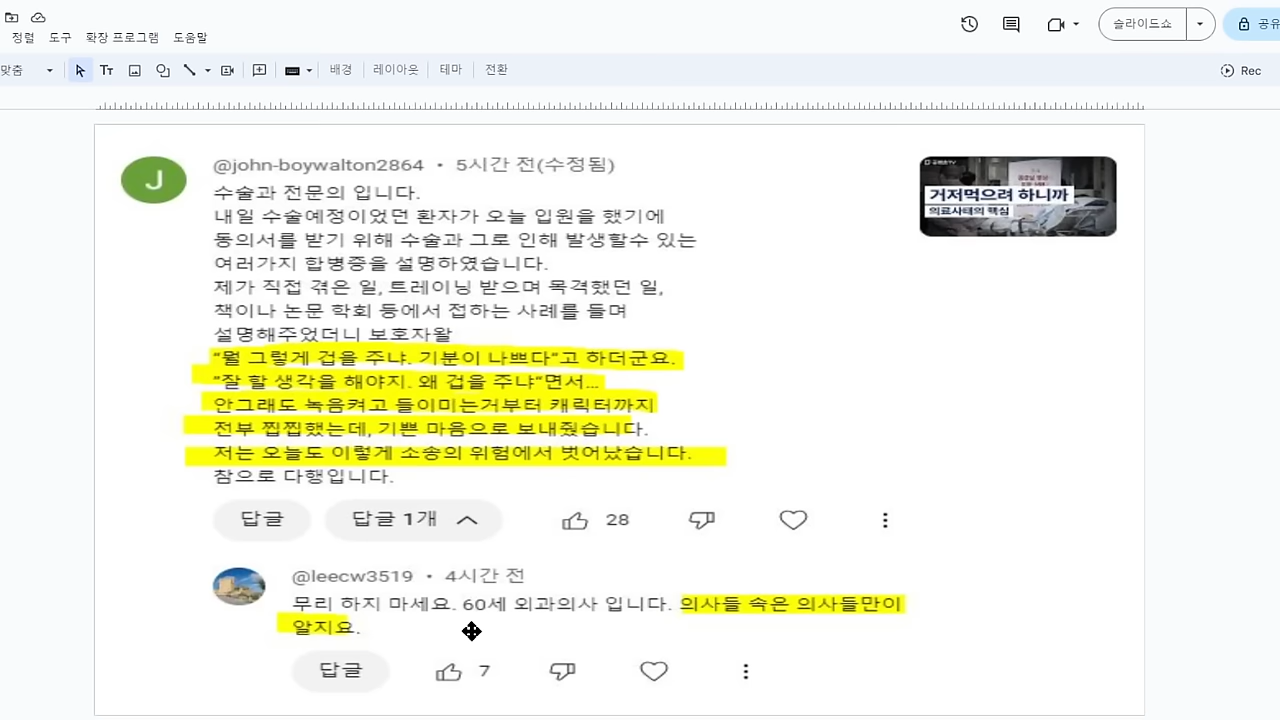 정렬 도구 확장 프로그램 도움말
슬라이드쇼
공유
맞춤
배경 레이아웃 테마 전환
Rec
@john-boywalton2864 • 5시간 전(수정됨)
수술과 전문의 입니다.
내일 수술예정이었던 환자가 오늘 입원을 했기에
동의서를 받기 위해 수술과 그로 인해 발생할수 있는
여러가지 합병증을 설명하였습니다.
제가 직접 겪은 일, 트레이닝 받으며 목격했던 일,
책이나 논문 학회 등에서 접하는 사례를 들며
설명해주었더니 보호자왈
"뭘 그렇게 겁을 주냐. 기분이 나쁘다"고 하더군요.
"잘 할 생각을 해야지. 왜 겁을 주냐"면서...
안그래도 녹음켜고 들이미는거부터 캐릭터까지
전부 찝찝했는데, 기쁜 마음으로 보내줬습니다.
저는 오늘도 이렇게 소송의 위험에서 벗어났습니다.
참으로 다행입니다.
J
거저먹으려 하니까
의료사태의 핵심
답글 답글 1개 28
@leecw3519 • 4시간 전
무리 하지 마세요. 60세 외과의사 입니다. 의사들 속은 의사들만이
알지요.
답글 7